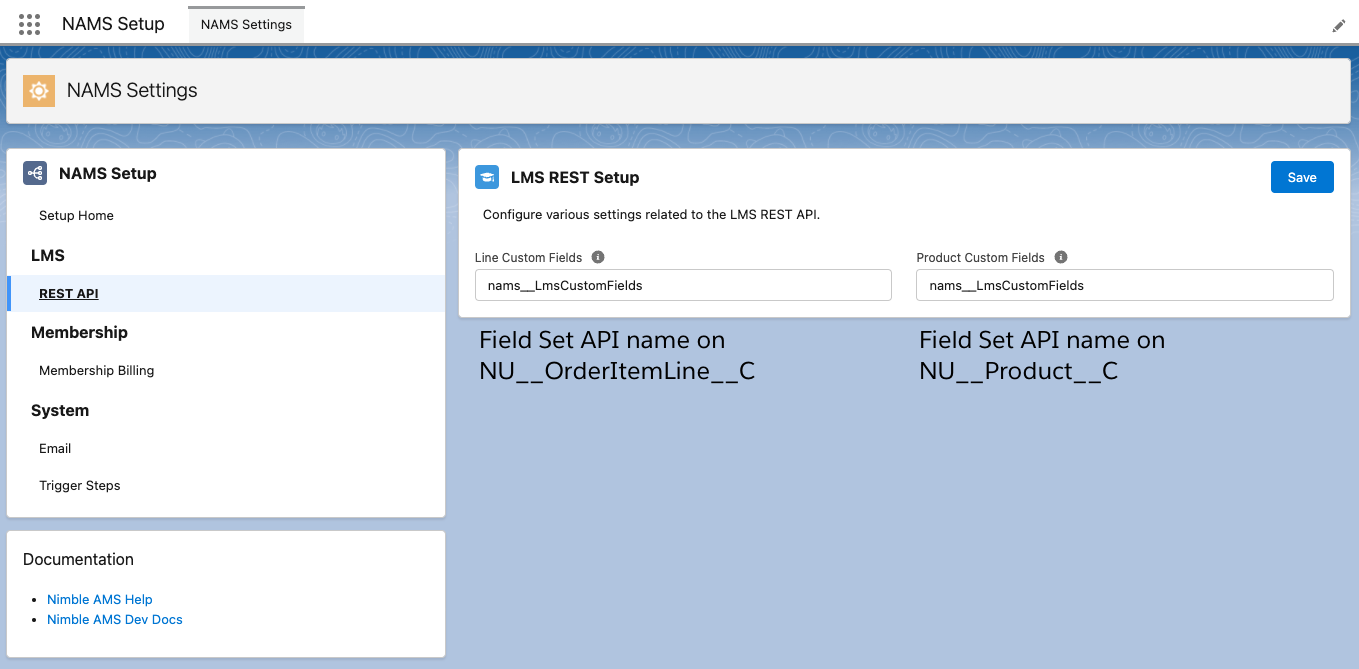 NAMS Setup
NAMS Settings
NAMS Settings
NAMS Setup
Setup Home
LMS
REST API
Membership
Membership Billing
System
Email
Trigger Steps
Documentation
Nimble AMS Help
Nimble AMS Dev Docs
LMS REST Setup
Save
Configure various settings related to the LMS REST API.
Line Custom Fields
nams__LmsCustomFields
Field Set API name on
NU__OrderItemLine__C
Product Custom Fields
nams__LmsCustomFields
Field Set API name on
NU__Product__C